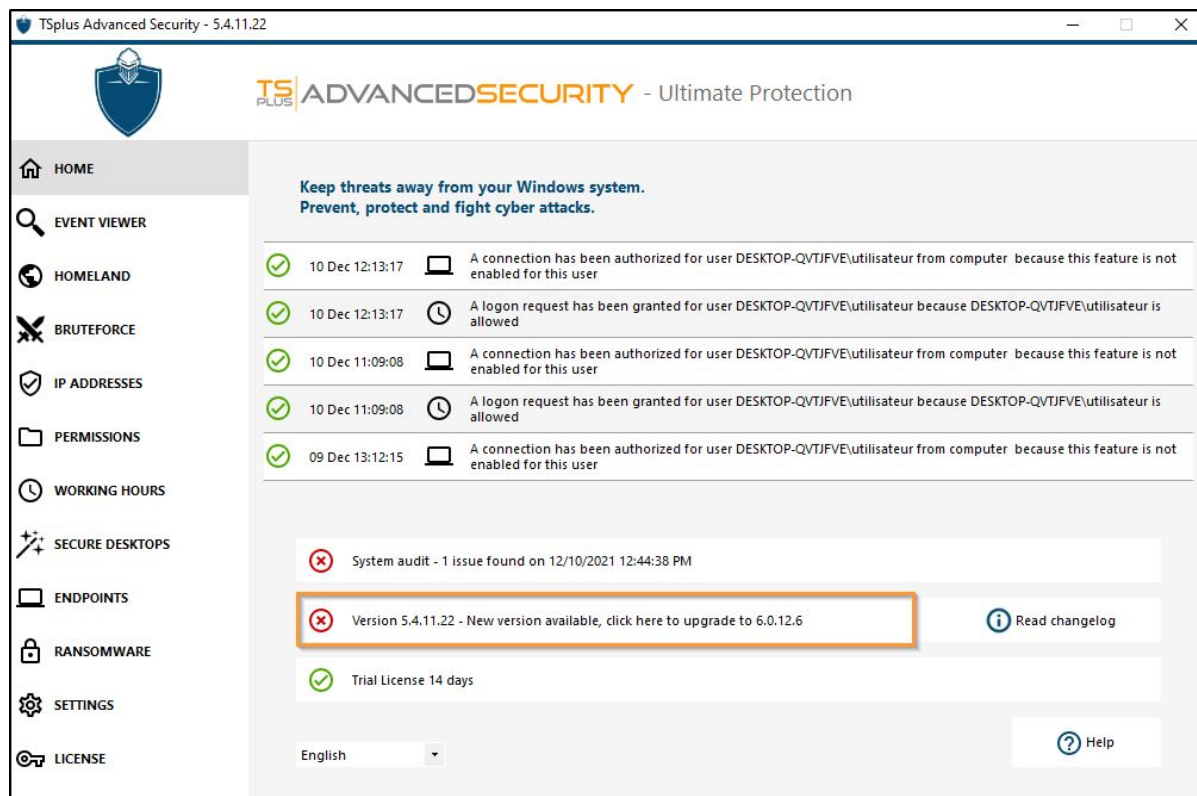 TSplus Advanced Security - 5.4.11.22
TS PLUS ADVANCEDSECURITY - Ultimate Protection
HOME
EVENT VIEWER
HOMELAND
BRUTEFORCE
IP ADDRESSES
PERMISSIONS
WORKING HOURS
SECURE DESKTOPS
ENDPOINTS
RANSOMWARE
SETTINGS
LICENSE
Keep threats away from your Windows system.
Prevent, protect and fight cyber attacks.
10 Dec 12:13:17 A connection has been authorized for user DESKTOP-QVTJFVE\utilisateur from computer because this feature is not
enabled for this user
10 Dec 12:13:17 A logon request has been granted for user DESKTOP-QVTJFVE\utilisateur because DESKTOP-QVTJFVE\utilisateur is
allowed
10 Dec 11:09:08 A connection has been authorized for user DESKTOP-QVTJFVE\utilisateur from computer because this feature is not
enabled for this user
10 Dec 11:09:08 A logon request has been granted for user DESKTOP-QVTJFVE\utilisateur because DESKTOP-QVTJFVE\utilisateur is
allowed
09 Dec 13:12:15 A connection has been authorized for user DESKTOP-QVTJFVE\utilisateur from computer because this feature is not
enabled for this user
System audit - 1 issue found on 12/10/2021 12:44:38 PM
Version 5.4.11.22 - New version available, click here to upgrade to 6.0.12.6
Read changelog
Trial License 14 days
English
Help